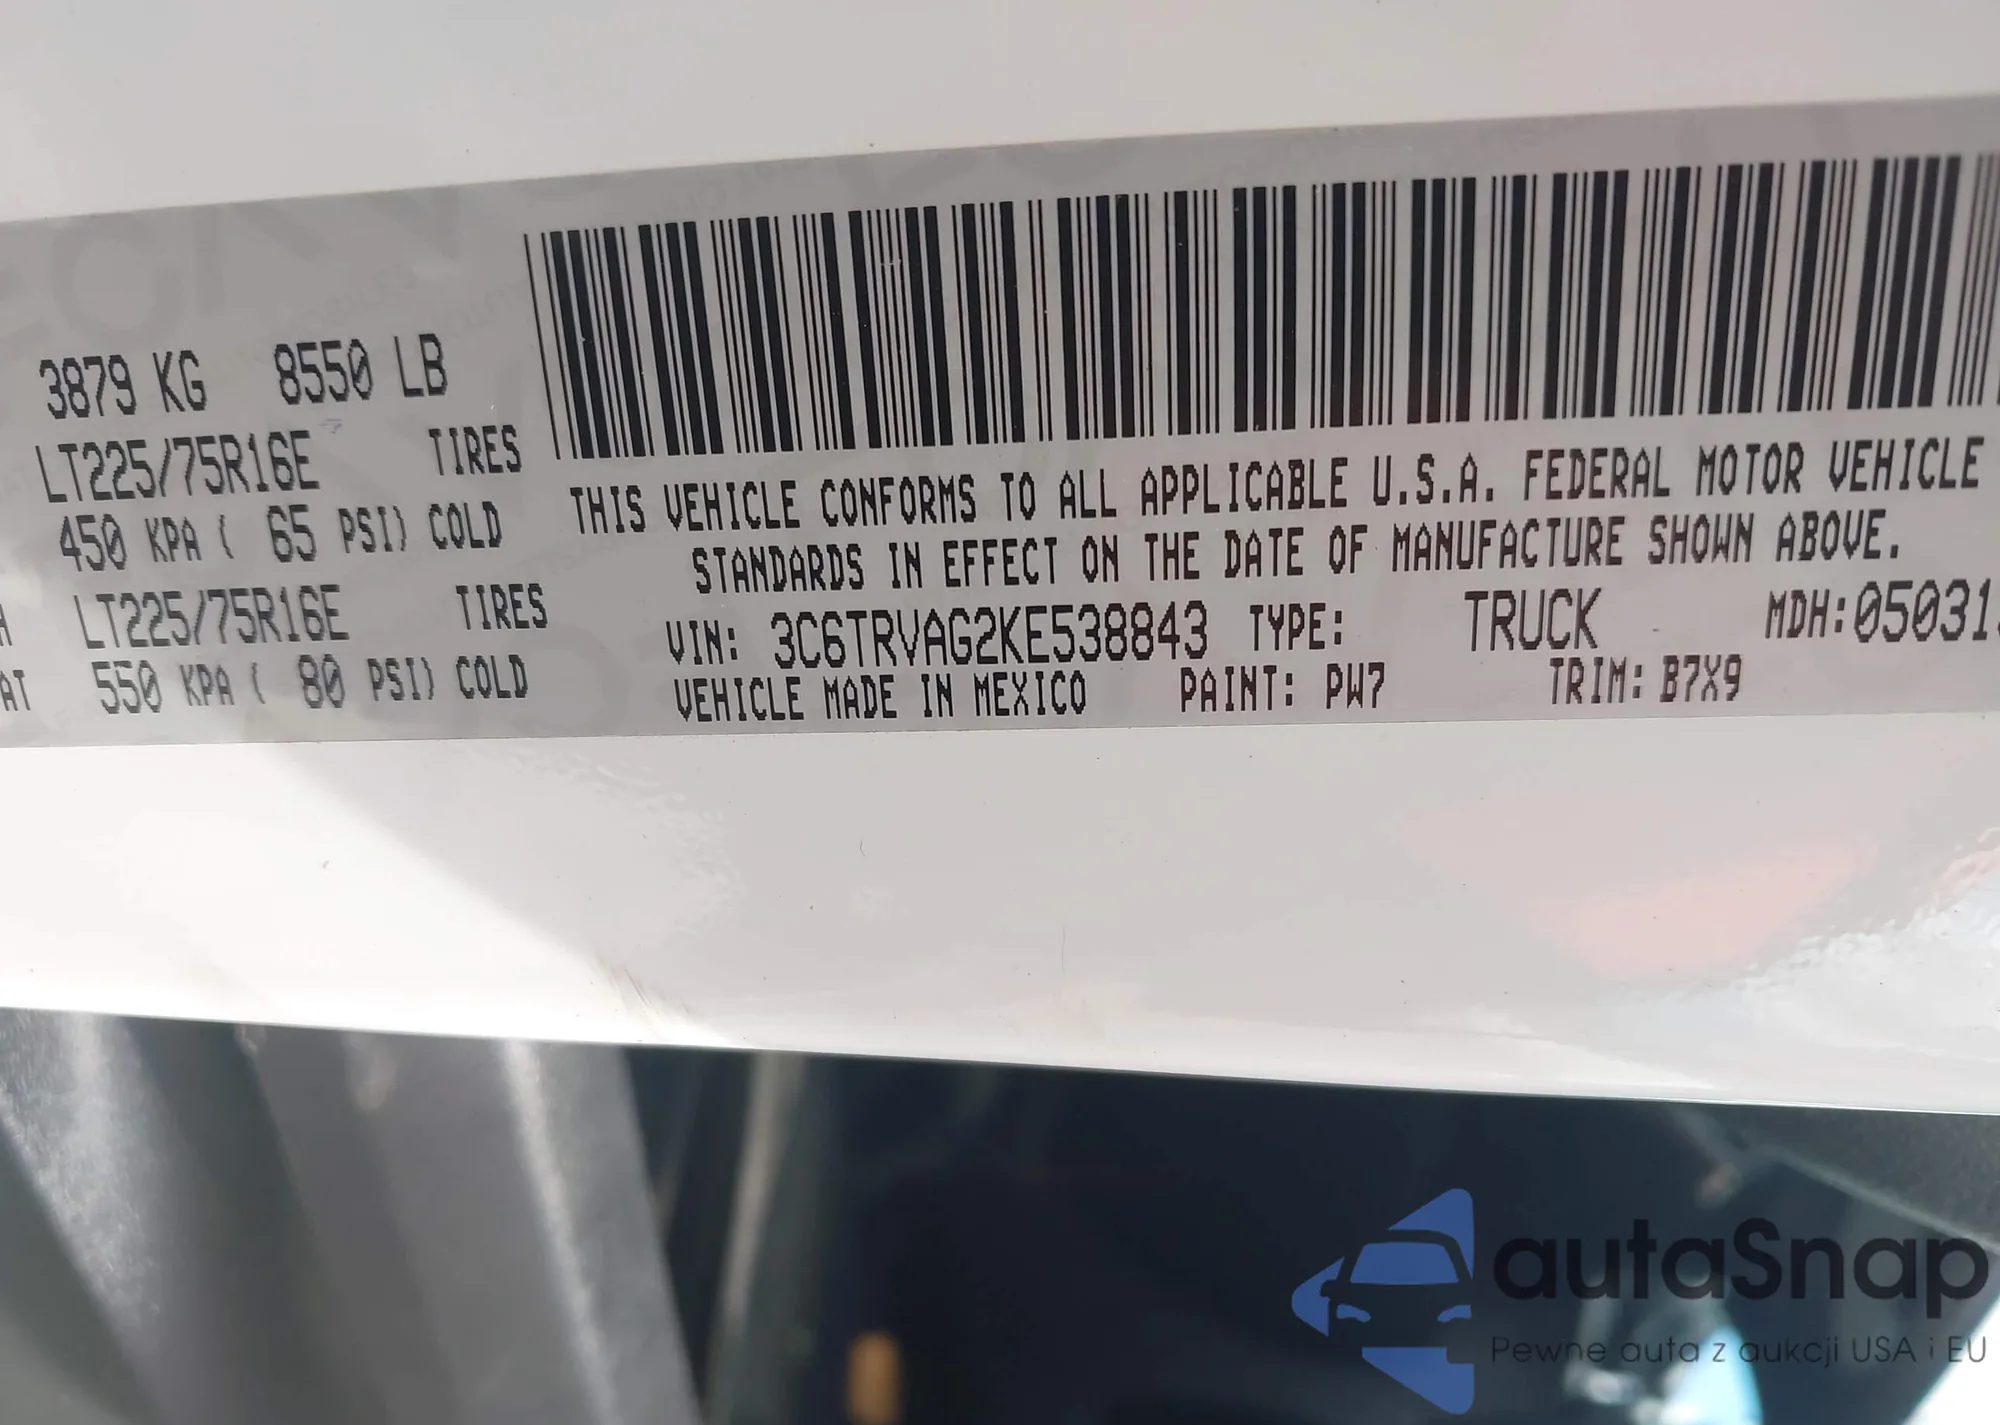 3879 KG 8550 LB
LT225/75R16E TIRES
450 KPA ( 65 PSI) COLD
LT225/75R16E TIRES
550 KPA ( 80 PSI) COLD
THIS VEHICLE CONFORMS TO ALL APPLICABLE U.S.A. FEDERAL MOTOR VEHICLE
STANDARDS IN EFFECT ON THE DATE OF MANUFACTURE SHOWN ABOVE.
VIN: 3C6TRVAG2KE538843 TYPE: TRUCK MDH:05031
VEHICLE MADE IN MEXICO PAINT: PW7 TRIM: B7X9
autaSnap
Pewne auta z aukcji USA i EU